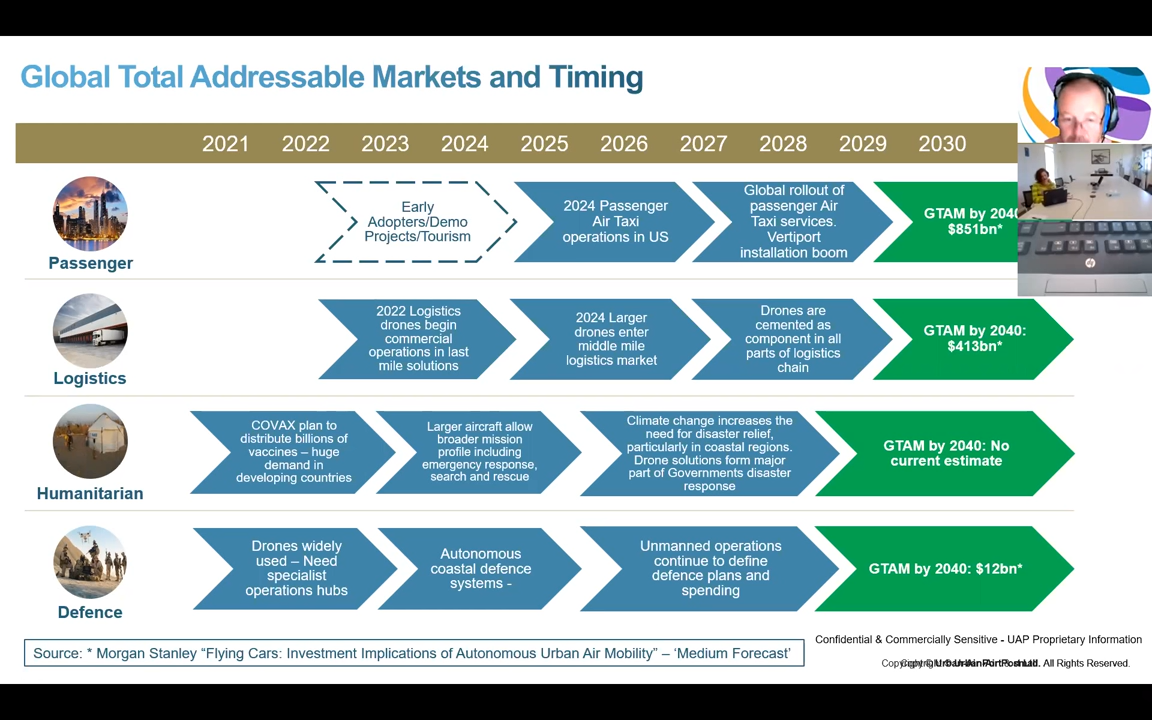 Global Total Addressable Markets and Timing
2021 2022 2023 2024 2025 2026 2027 2028 2029 2030
Passenger
Early
Adopters/Demo
Projects/Tourism
2024 Passenger
Air Taxi
operations in US
Global rollout of
passenger Air
Taxi services.
Vertiport
installation boom
GTAM by 2040
$851bn*
Logistics
2022 Logistics
drones begin
commercial
operations in last
mile solutions
2024 Larger
drones enter
middle mile
logistics market
Drones are
cemented as
component in all
parts of logistics
chain
GTAM by 2040:
$413bn*
Humanitarian
COVAX plan to
distribute billions of
vaccines – huge
demand in
developing countries
Larger aircraft allow
broader mission
profile including
emergency response,
search and rescue
Climate change increases the
need for disaster relief,
particularly in coastal regions.
Drone solutions form major
part of Governments disaster
response
GTAM by 2040: No
current estimate
Defence
Drones widely
used – Need
specialist
operations hubs
Autonomous
coastal defence
systems -
Unmanned operations
continue to define
defence plans and
spending
GTAM by 2040: $12bn*
Source: * Morgan Stanley “Flying Cars: Investment Implications of Autonomous Urban Air Mobility” – ‘Medium Forecast’
Confidential & Commercially Sensitive - UAP Proprietary Information
All Rights Reserved.
hp